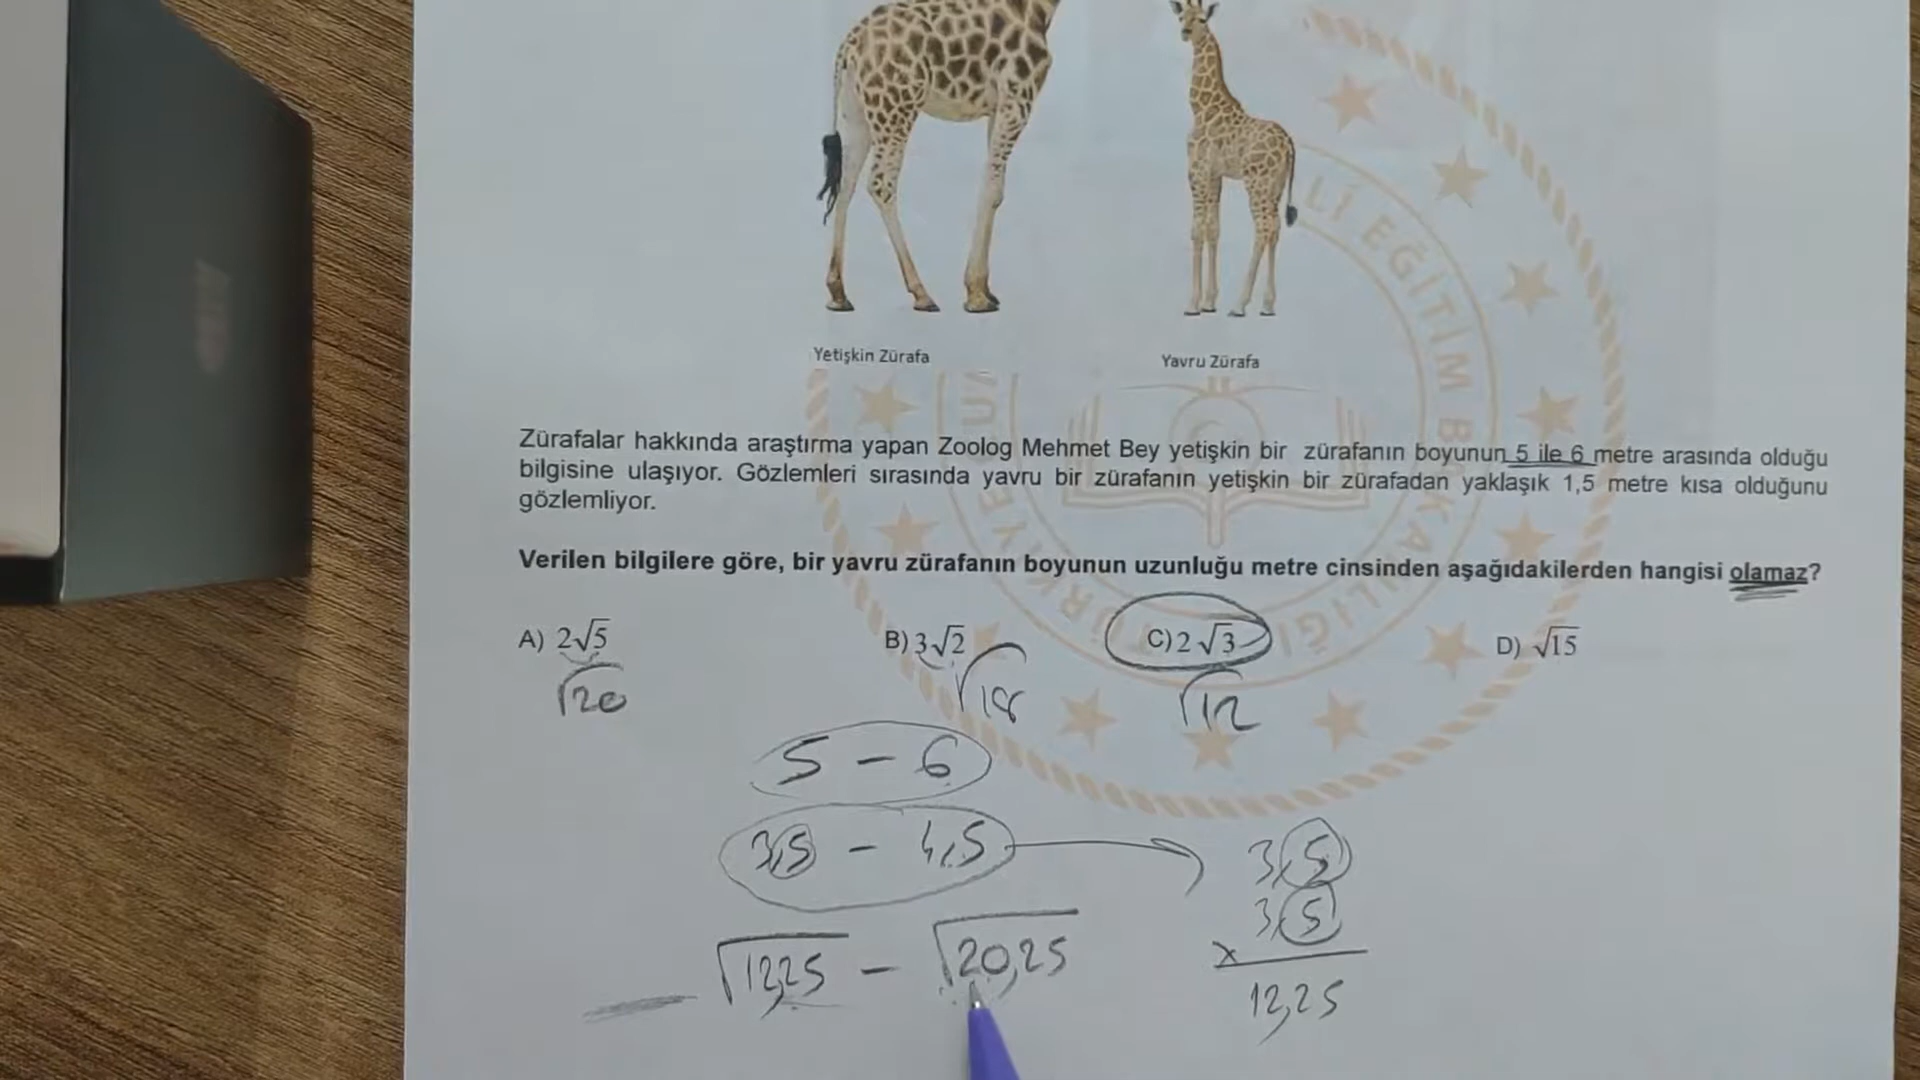 Yetişkin Zürafa
Yavru Zürafa
Zürafalar hakkında araştırma yapan Zoolog Mehmet Bey yetişkin bir zürafanın boyunun 5 ile 6 metre arasında olduğu
bilgisine ulaşıyor. Gözlemleri sırasında yavru bir zürafanın yetişkin bir zürafadan yaklaşık 1,5 metre kısa olduğunu
gözlemliyor.
Verilen bilgilere göre, bir yavru zürafanın boyunun uzunluğu metre cinsinden aşağıdakilerden hangisi olamaz?
A) 2√5 B) 3√2 C) 2√3 D) √15
√20 √18 √12
5 – 6
3,5 – 4,5
√12,25 – √20,25
3,5
3,5
x
12,25